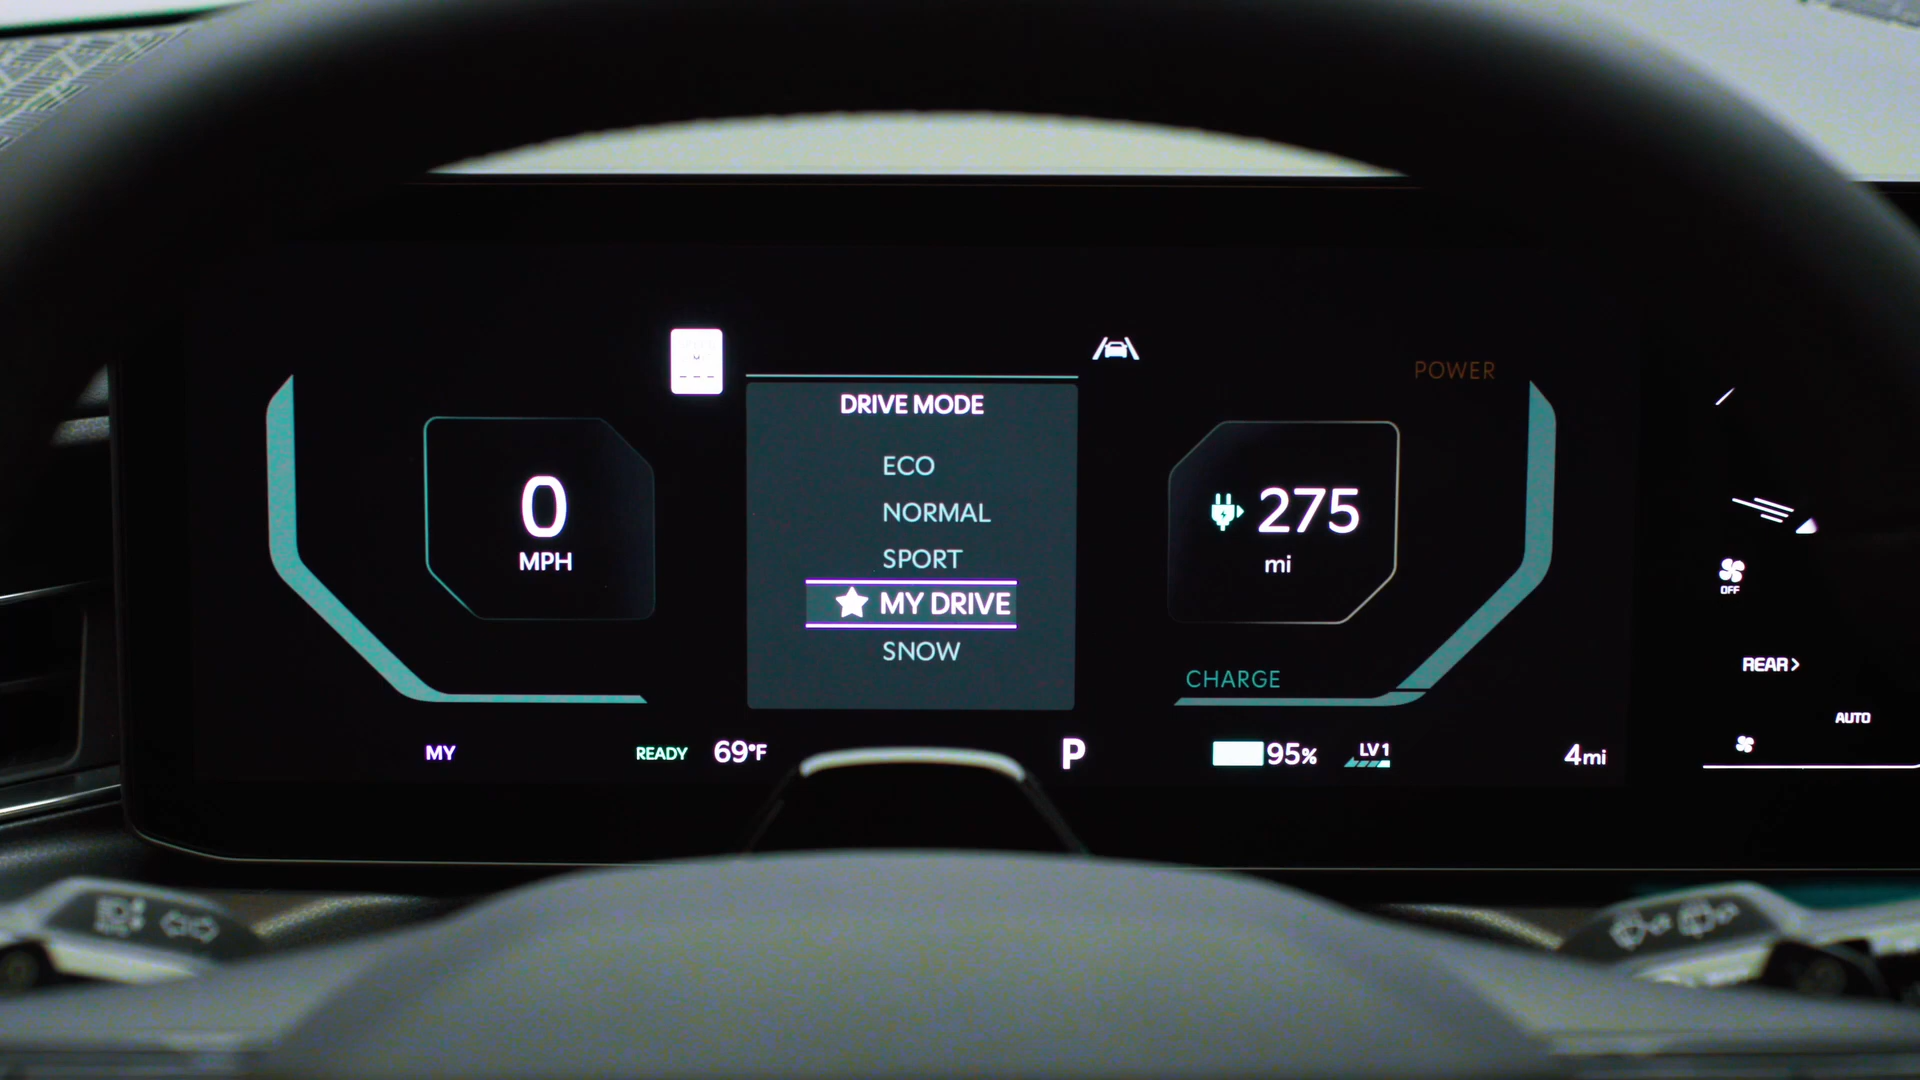 POWER
DRIVE MODE
ECO
NORMAL
SPORT
MY DRIVE
SNOW
0
MPH
275
mi
OFF
REAR>
CHARGE
AUTO
MY
READY
69°F
P
95%
LV1
4mi